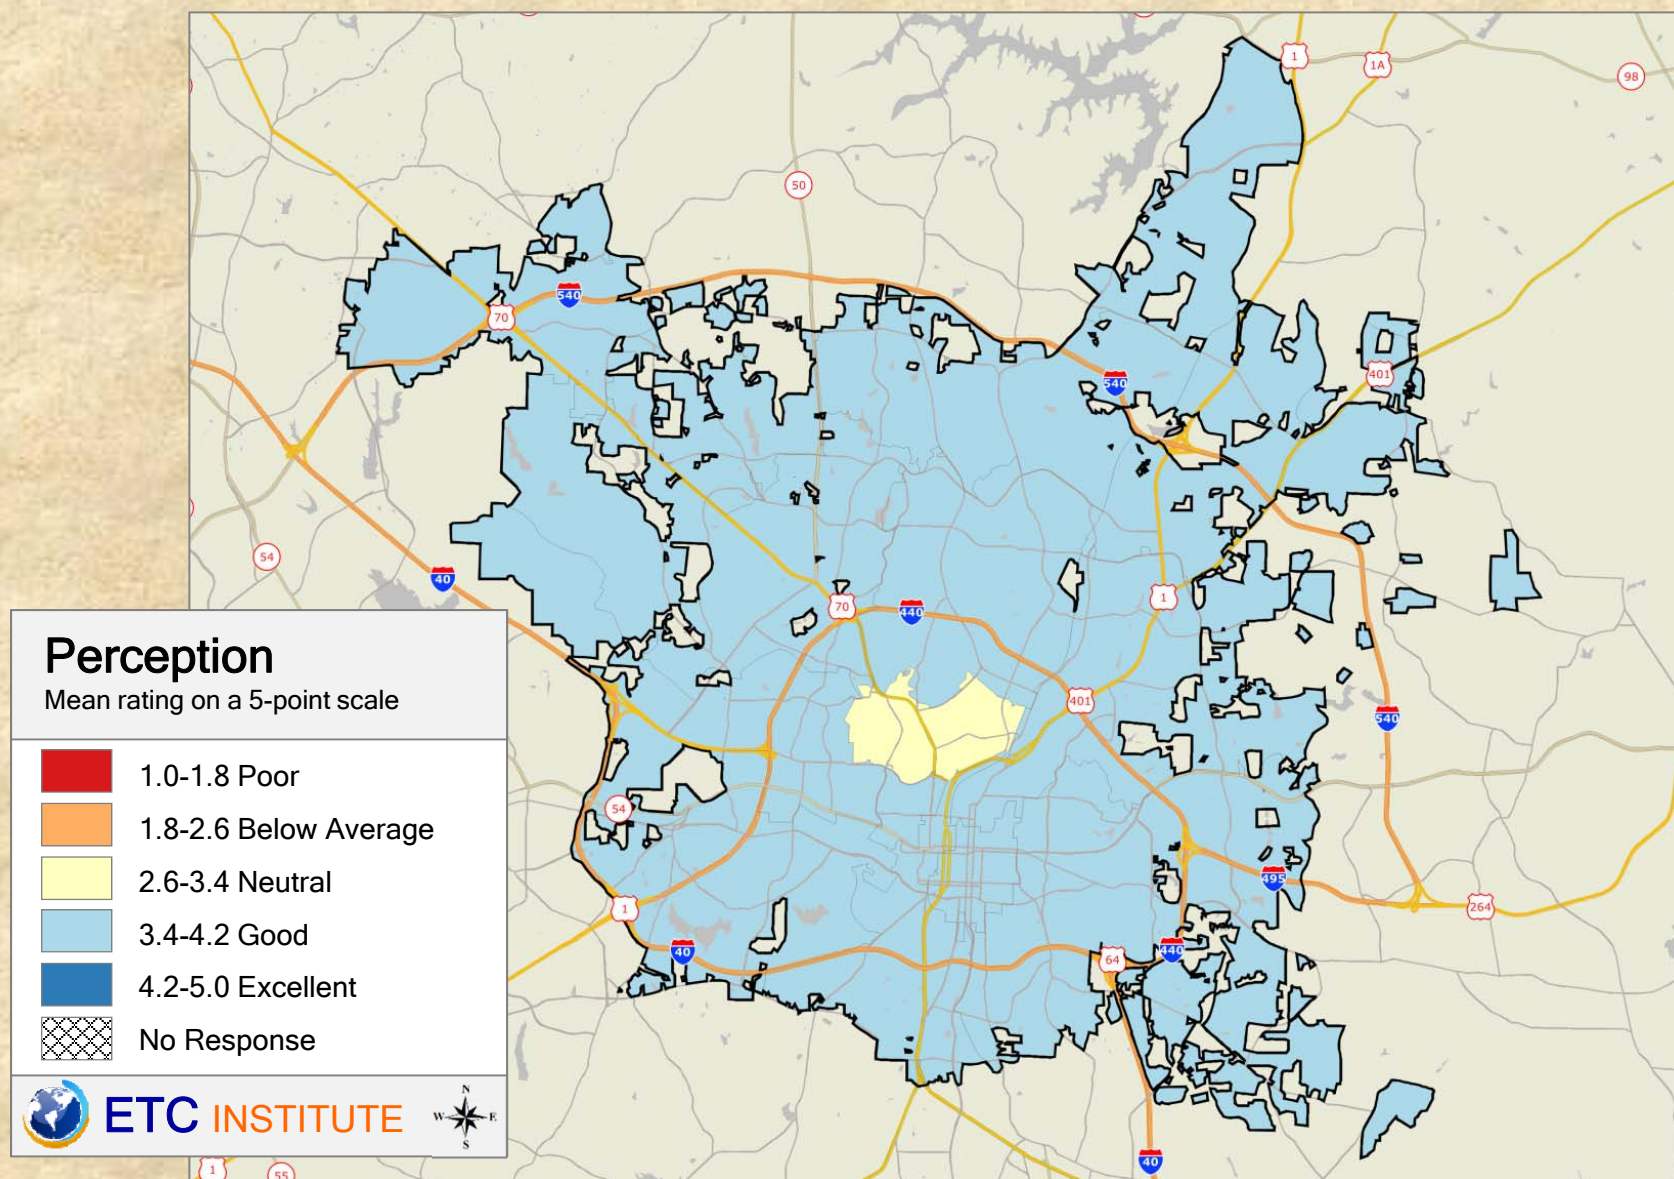 1
1A
98
50
540
70
401
540
54
40
70
440
1
401
540
Perception
Mean rating on a 5-point scale
1.0-1.8 Poor
1.8-2.6 Below Average
2.6-3.4 Neutral
3.4-4.2 Good
4.2-5.0 Excellent
No Response
54
495
1
264
40
64
440
ETC INSTITUTE
N
W E
S
40
1
55